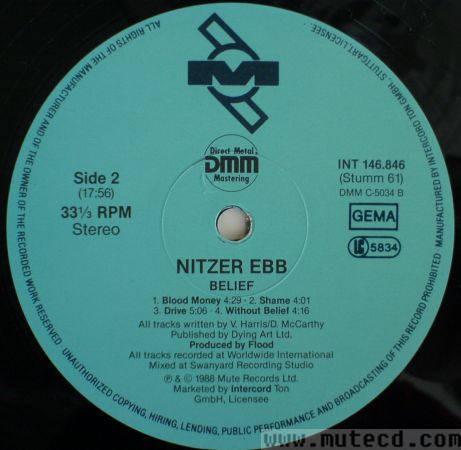 ALL RIGHTS OF THE MANUFACTURER AND OF THE OWNER OF THE RECORDED WORK RESERVED
UNAUTHORIZED COPYING, HIRING, LENDING, PUBLIC PERFORMANCE AND BROADCASTING OF THIS RECORD PROHIBITED
MANUFACTURED BY INTERCORD TON GMBH., STUTTGART, LICENSEE.
M
Direct Metal
DMM
Mastering
Side 2
(17:56)
33⅓ RPM
Stereo
INT 146.846
(Stumm 61)
DMM C-5034 B
GEMA
LC 5834
NITZER EBB
BELIEF
1. Blood Money 4:29 · 2. Shame 4:01
3. Drive 5:06 · 4. Without Belief 4:16
All tracks written by V. Harris/D. McCarthy
Published by Dying Art Ltd.
Produced by Flood
All tracks recorded at Worldwide International
Mixed at Swanyard Recording Studio
Ⓟ & © 1988 Mute Records Ltd.
Marketed by Intercord Ton
GmbH, Licensee
www.mutecd.com